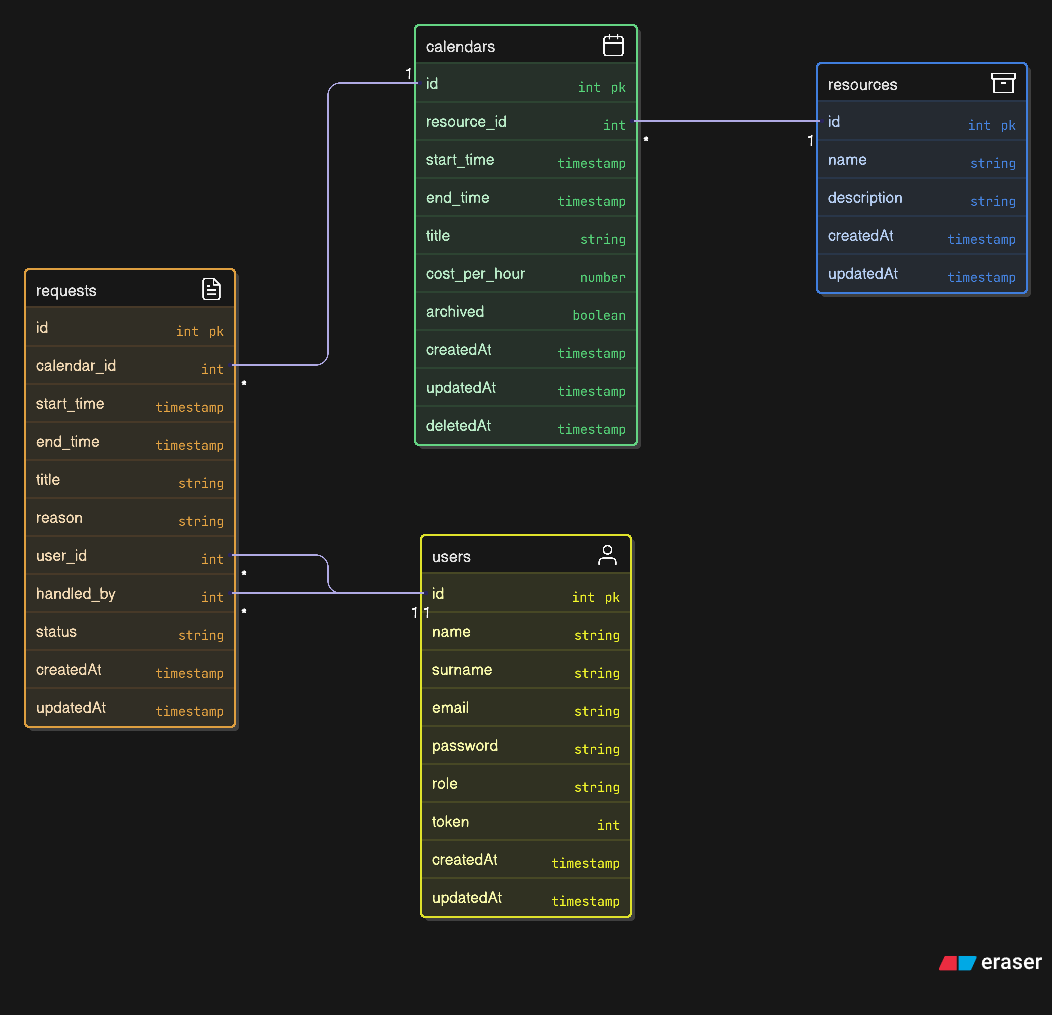 calendars
1
id int pk
resource_id int
*
start_time timestamp
end_time timestamp
title string
cost_per_hour number
archived boolean
createdAt timestamp
updatedAt timestamp
deletedAt timestamp
resources
id int pk
1
name string
description string
createdAt timestamp
updatedAt timestamp
requests
id int pk
calendar_id int
*
start_time timestamp
end_time timestamp
title string
reason string
user_id int
*
handled_by int
*
status string
createdAt timestamp
updatedAt timestamp
users
id int pk
1 1
name string
surname string
email string
password string
role string
token int
createdAt timestamp
updatedAt timestamp
eraser